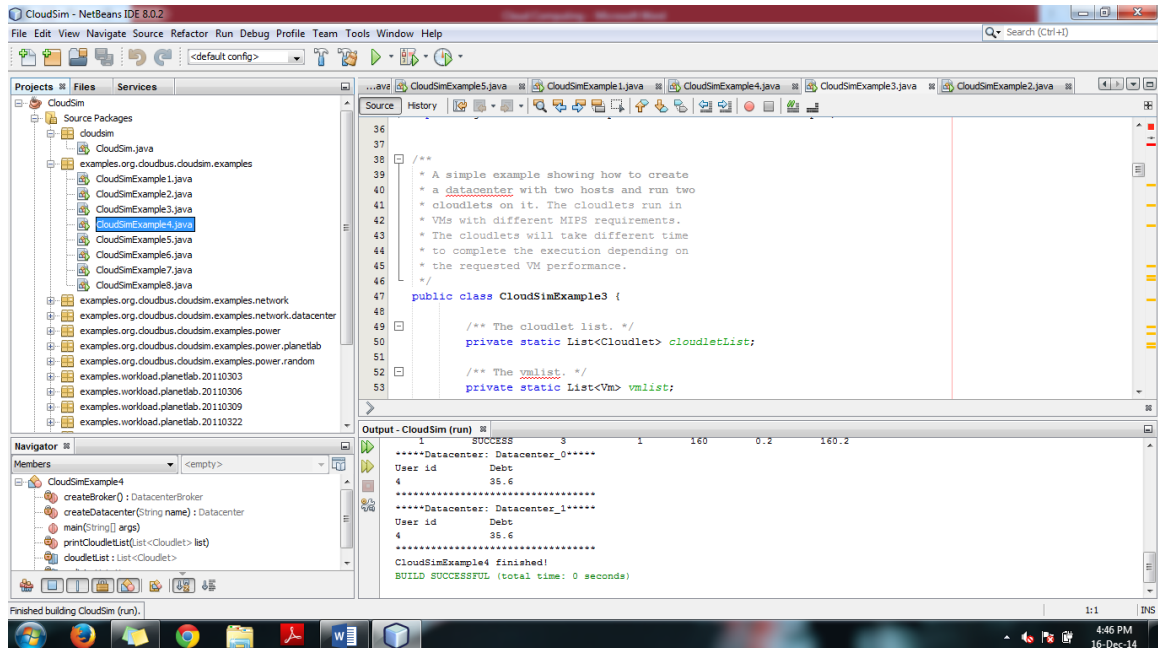 CloudSim - NetBeans IDE 8.0.2
File Edit View Navigate Source Refactor Run Debug Profile Team Tools Window Help
Search (Ctrl+I)
<default config>
Projects Files Services
CloudSim
Source Packages
cloudsim
CloudSim.java
examples.org.cloudbus.cloudsim.examples
CloudSimExample1.java
CloudSimExample2.java
CloudSimExample3.java
CloudSimExample4.java
CloudSimExample5.java
CloudSimExample6.java
CloudSimExample7.java
CloudSimExample8.java
examples.org.cloudbus.cloudsim.examples.network
examples.org.cloudbus.cloudsim.examples.network.datacenter
examples.org.cloudbus.cloudsim.examples.power
examples.org.cloudbus.cloudsim.examples.power.planetlab
examples.org.cloudbus.cloudsim.examples.power.random
examples.workload.planetlab.20110303
examples.workload.planetlab.20110306
examples.workload.planetlab.20110309
examples.workload.planetlab.20110322
Navigator
Members <empty>
CloudSimExample4
createBroker() : DatacenterBroker
createDatacenter(String name) : Datacenter
main(String[] args)
printCloudletList(List<Cloudlet> list)
cloudletList : List<Cloudlet>
...ava CloudSimExample5.java CloudSimExample1.java CloudSimExample4.java CloudSimExample3.java CloudSimExample2.java
Source History
36
37
38 /**
39 * A simple example showing how to create
40 * a datacenter with two hosts and run two
41 * cloudlets on it. The cloudlets run in
42 * VMs with different MIPS requirements.
43 * The cloudlets will take different time
44 * to complete the execution depending on
45 * the requested VM performance.
46 */
47 public class CloudSimExample3 {
48
49 /** The cloudlet list. */
50 private static List<Cloudlet> cloudletList;
51
52 /** The vmlist. */
53 private static List<Vm> vmlist;
Output - CloudSim (run)
1 SUCCESS 3 1 160 0.2 160.2
*****Datacenter: Datacenter_0*****
User id Debt
4 35.6
**********************************
*****Datacenter: Datacenter_1*****
User id Debt
4 35.6
**********************************
CloudSimExample4 finished!
BUILD SUCCESSFUL (total time: 0 seconds)
Finished building CloudSim (run).
1:1 INS
4:46 PM
16-Dec-14